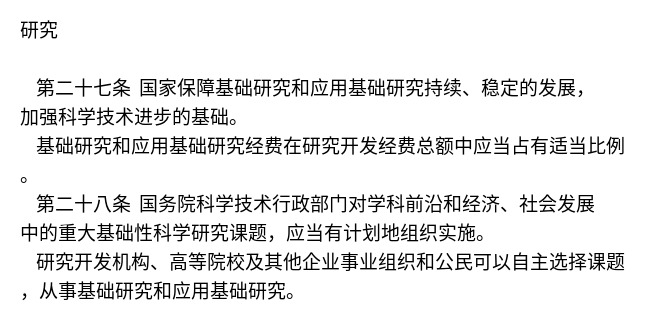 研究
第二十七条 国家保障基础研究和应用基础研究持续、稳定的发展，
加强科学技术进步的基础。
基础研究和应用基础研究经费在研究开发经费总额中应当占有适当比例
。
第二十八条 国务院科学技术行政部门对学科前沿和经济、社会发展
中的重大基础性科学研究课题，应当有计划地组织实施。
研究开发机构、高等院校及其他企业事业组织和公民可以自主选择课题
，从事基础研究和应用基础研究。